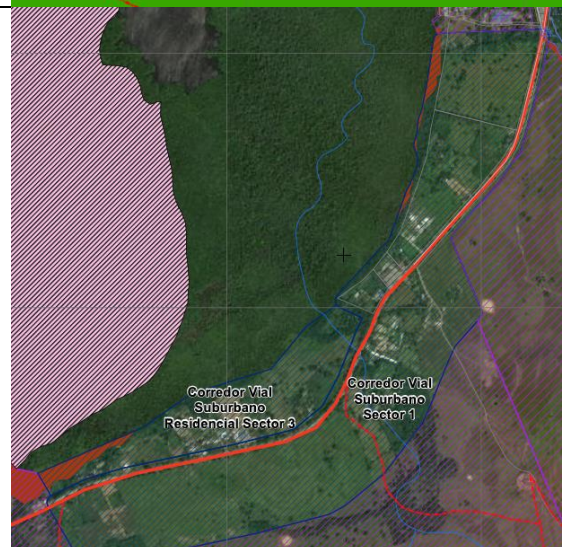 Corredor Vial
Suburbano
Residencial Sector 3
Corredor Vial
Suburbano
Sector 1